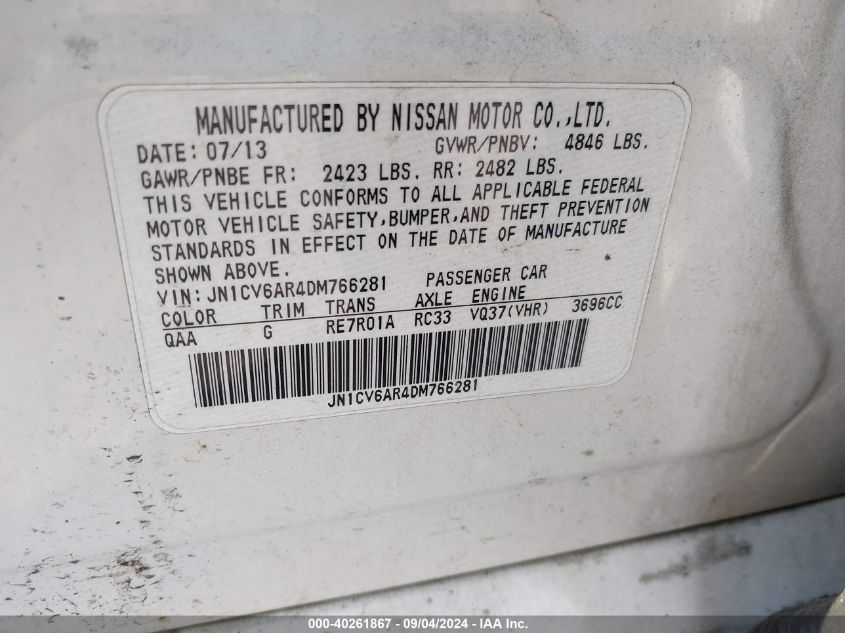 MANUFACTURED BY NISSAN MOTOR CO.,LTD.
DATE: 07/13 GVWR/PNBV: 4846 LBS.
GAWR/PNBE FR: 2423 LBS. RR: 2482 LBS.
THIS VEHICLE CONFORMS TO ALL APPLICABLE FEDERAL
MOTOR VEHICLE SAFETY,BUMPER,AND THEFT PREVENTION
STANDARDS IN EFFECT ON THE DATE OF MANUFACTURE
SHOWN ABOVE.
VIN: JN1CV6AR4DM766281 PASSENGER CAR
COLOR TRIM TRANS AXLE ENGINE
QAA G RE7R01A RC33 VQ37(VHR) 3696CC
JN1CV6AR4DM766281
000-40261867 - 09/04/2024 - IAA Inc.